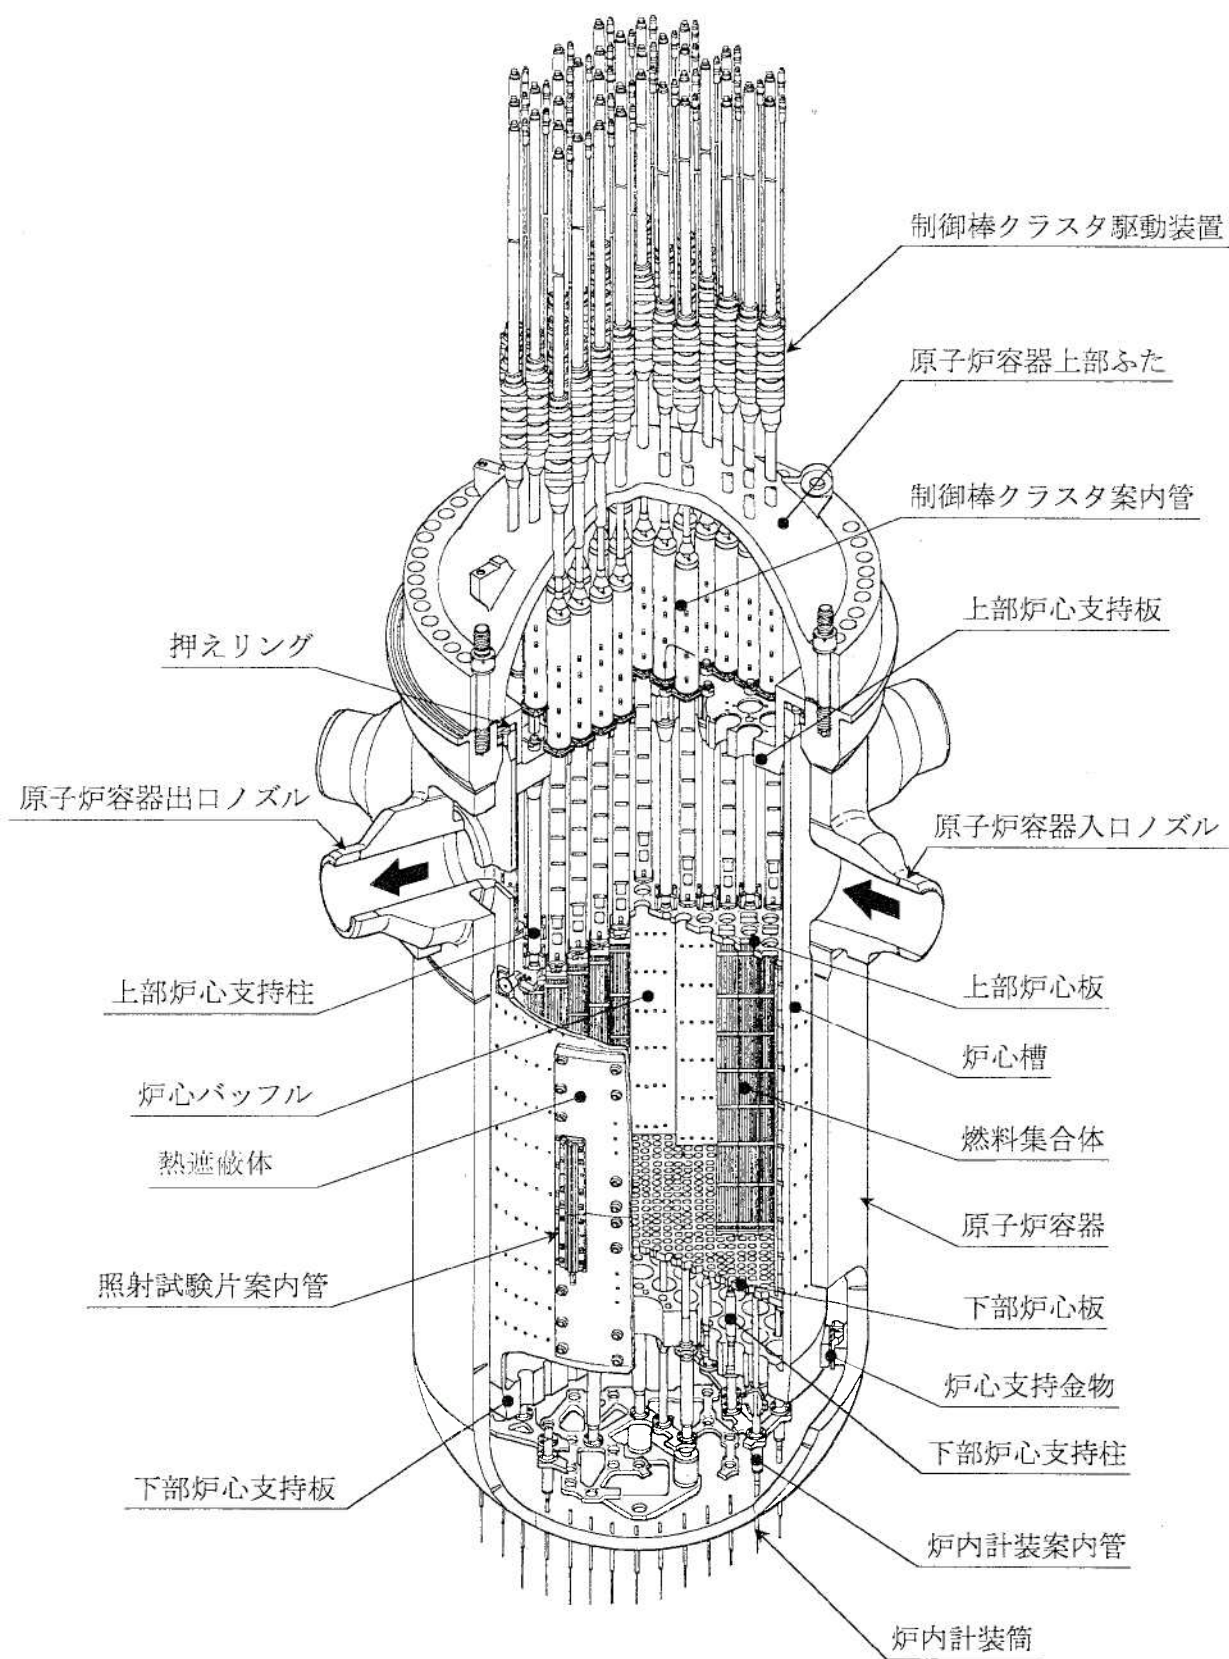 制御棒クラスタ駆動装置
原子炉容器上部ふた
制御棒クラスタ案内管
上部炉心支持板
押えリング
原子炉容器出口ノズル
原子炉容器入口ノズル
上部炉心支持柱
上部炉心板
炉心槽
炉心バッフル
燃料集合体
熱遮蔽体
原子炉容器
照射試験片案内管
下部炉心板
炉心支持金物
下部炉心支持柱
下部炉心支持板
炉内計装案内管
炉内計装筒